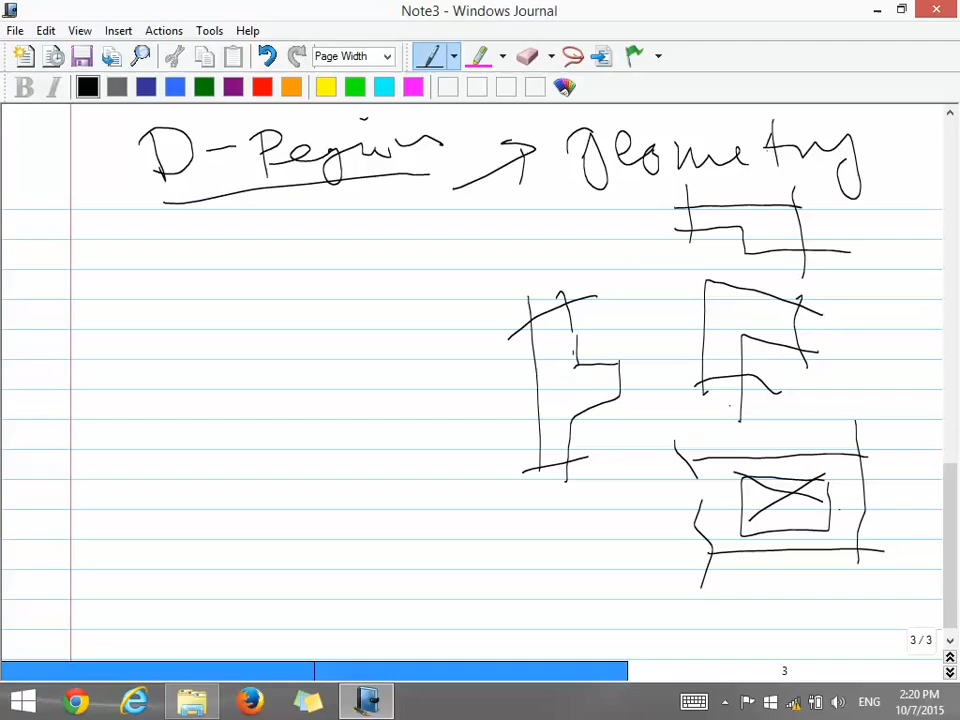 Note3 - Windows Journal
File Edit View Insert Actions Tools Help
Page Width
B I
D - Region → Geometry
3 / 3
3
ENG
2:20 PM
10/7/2015